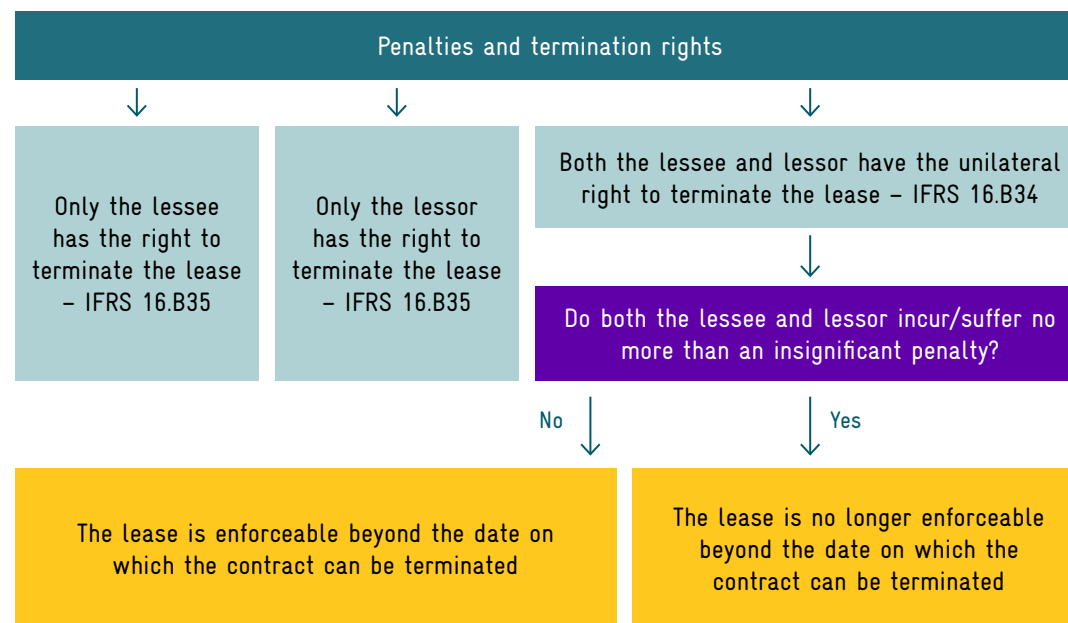 Penalties and termination rights
Only the lessee
has the right to
terminate the lease
– IFRS 16.B35
Only the lessor
has the right to
terminate the lease
– IFRS 16.B35
Both the lessee and lessor have the unilateral
right to terminate the lease – IFRS 16.B34
Do both the lessee and lessor incur/suffer no
more than an insignificant penalty?
No
Yes
The lease is enforceable beyond the date on
which the contract can be terminated
The lease is no longer enforceable
beyond the date on which the
contract can be terminated